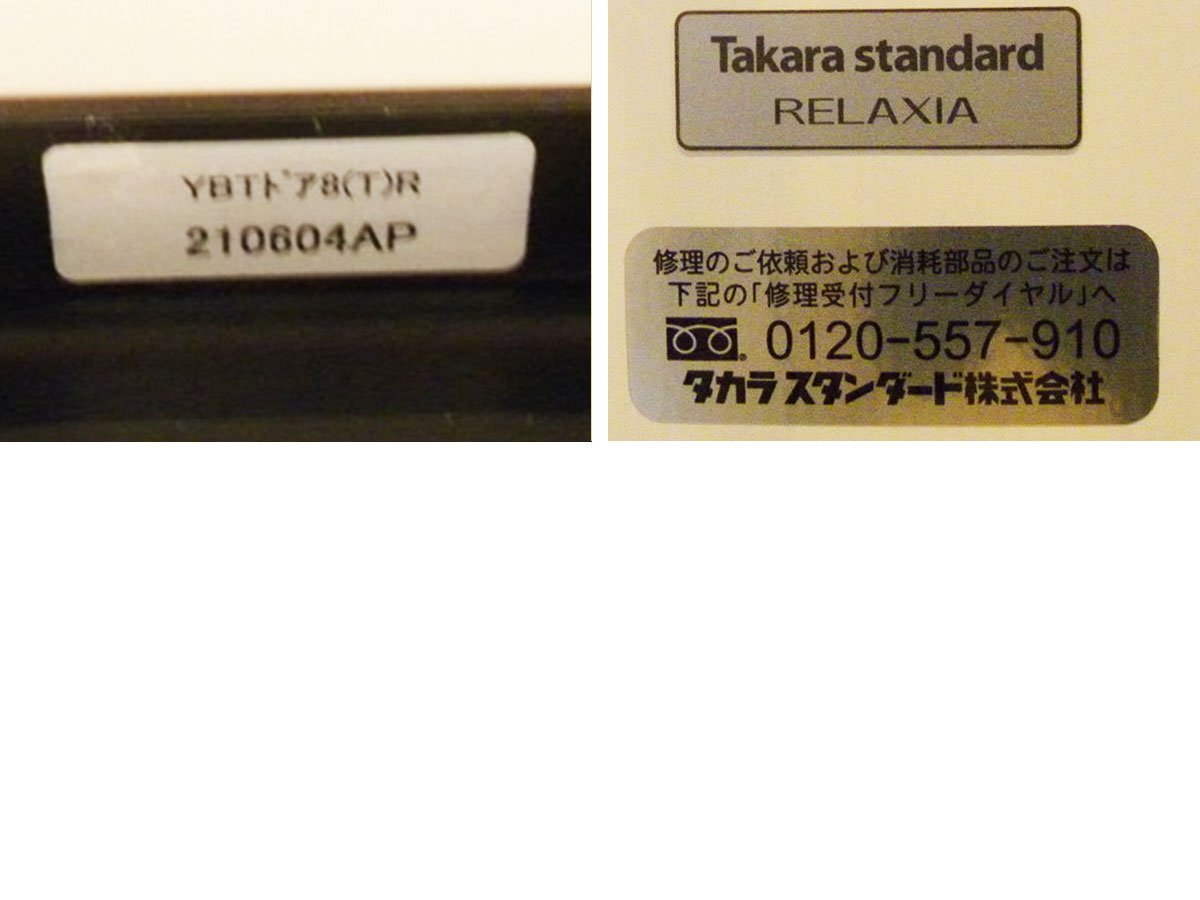 YBTﾄﾞｱ8(T)R
210604AP
Takara standard
RELAXIA
修理のご依頼および消耗部品のご注文は
下記の「修理受付フリーダイヤル」へ
0120-557-910
タカラスタンダード株式会社